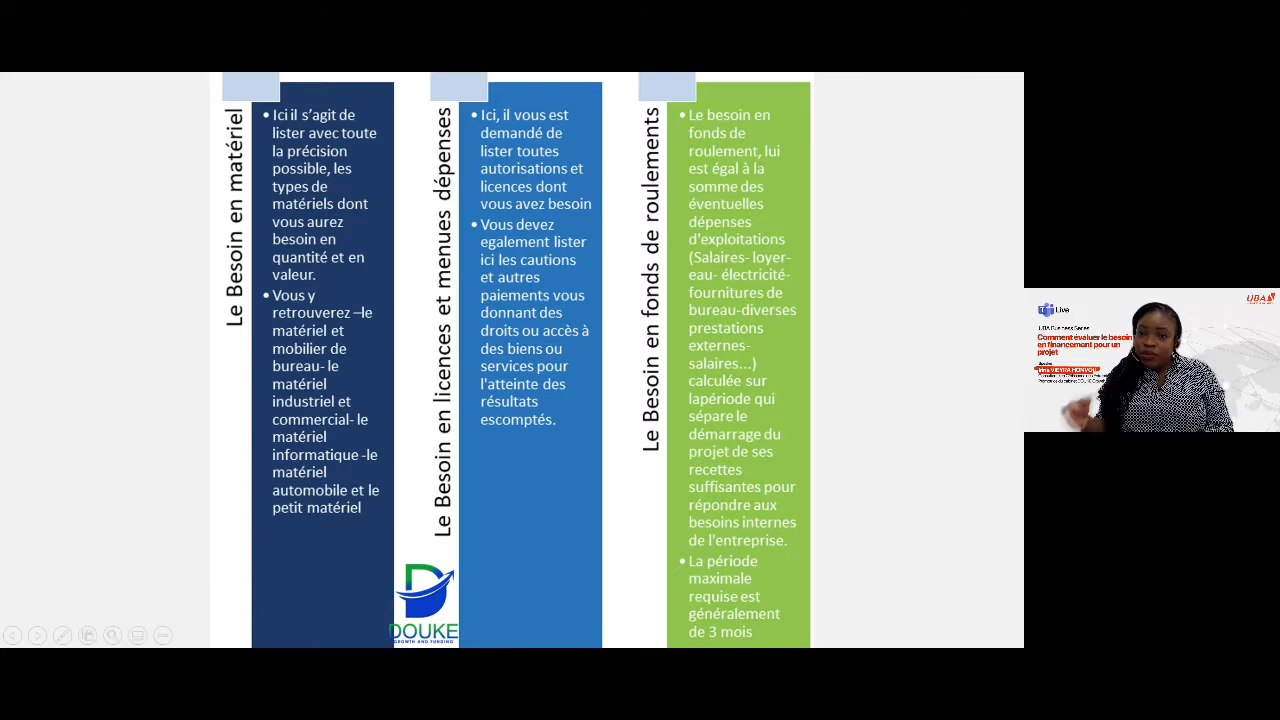 Le Besoin en matériel
• Ici il s’agit de
lister avec toute
la précision
possible, les
types de
matériels dont
vous aurez
besoin en
quantité et en
valeur.
• Vous y
retrouverez –le
matériel et
mobilier de
bureau- le
matériel
industriel et
commercial- le
matériel
informatique -le
matériel
automobile et le
petit matériel
Le Besoin en licences et menues dépenses
• Ici, il vous est
demandé de
lister toutes
autorisations et
licences dont
vous avez besoin
• Vous devez
egalement lister
ici les cautions
et autres
paiements vous
donnant des
droits ou accès à
des biens ou
services pour
l'atteinte des
résultats
escomptés.
Le Besoin en fonds de roulements
• Le besoin en
fonds de
roulement, lui
est égal à la
somme des
éventuelles
dépenses
d'exploitations
(Salaires- loyer-
eau- électricité-
fournitures de
bureau-diverses
prestations
externes-
salaires...)
calculée sur
lapériode qui
sépare le
démarrage du
projet de ses
recettes
suffisantes pour
répondre aux
besoins internes
de l'entreprise.
• La période
maximale
requise est
généralement
de 3 mois
DOUKE
GROWTH AND FUNDING
Live
UBA
UBA Business Series
Comment évaluer le besoin
en financement pour un
projet